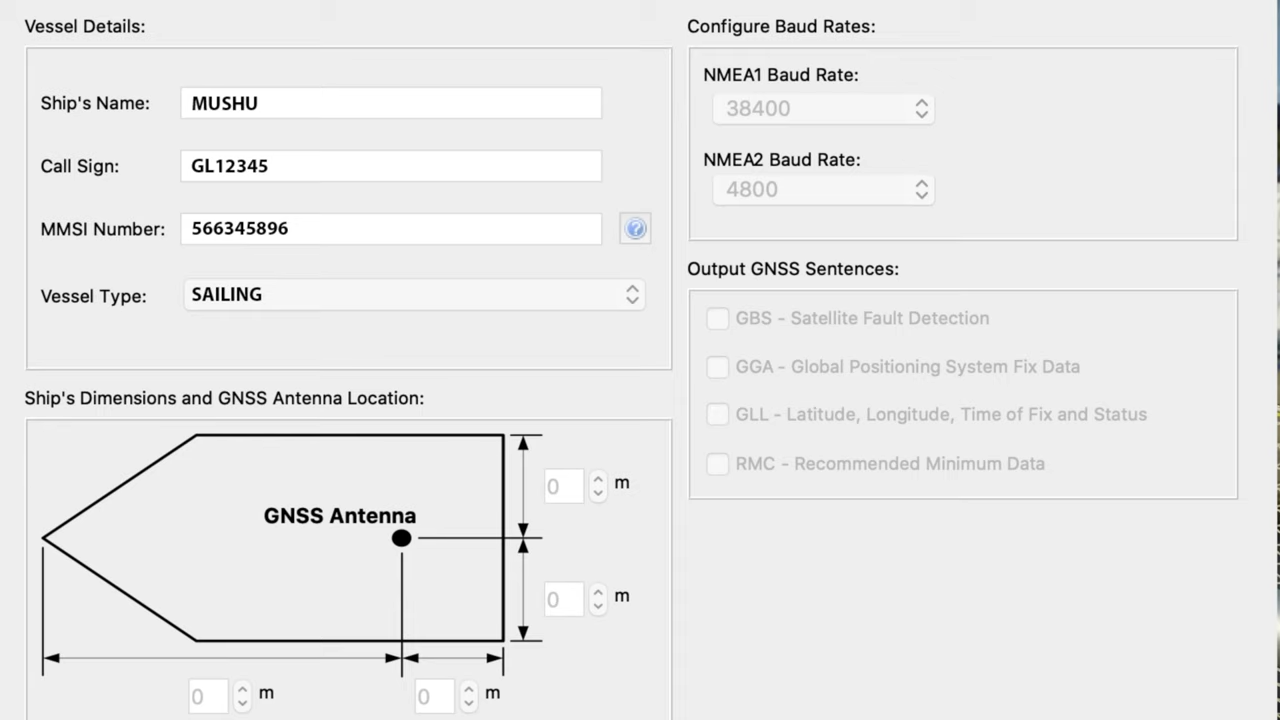 Vessel Details:
Ship's Name: MUSHU
Call Sign: GL12345
MMSI Number: 566345896
?
Vessel Type: SAILING
Ship's Dimensions and GNSS Antenna Location:
GNSS Antenna
0 m
0 m
0 m
0 m
Configure Baud Rates:
NMEA1 Baud Rate:
38400
NMEA2 Baud Rate:
4800
Output GNSS Sentences:
GBS - Satellite Fault Detection
GGA - Global Positioning System Fix Data
GLL - Latitude, Longitude, Time of Fix and Status
RMC - Recommended Minimum Data